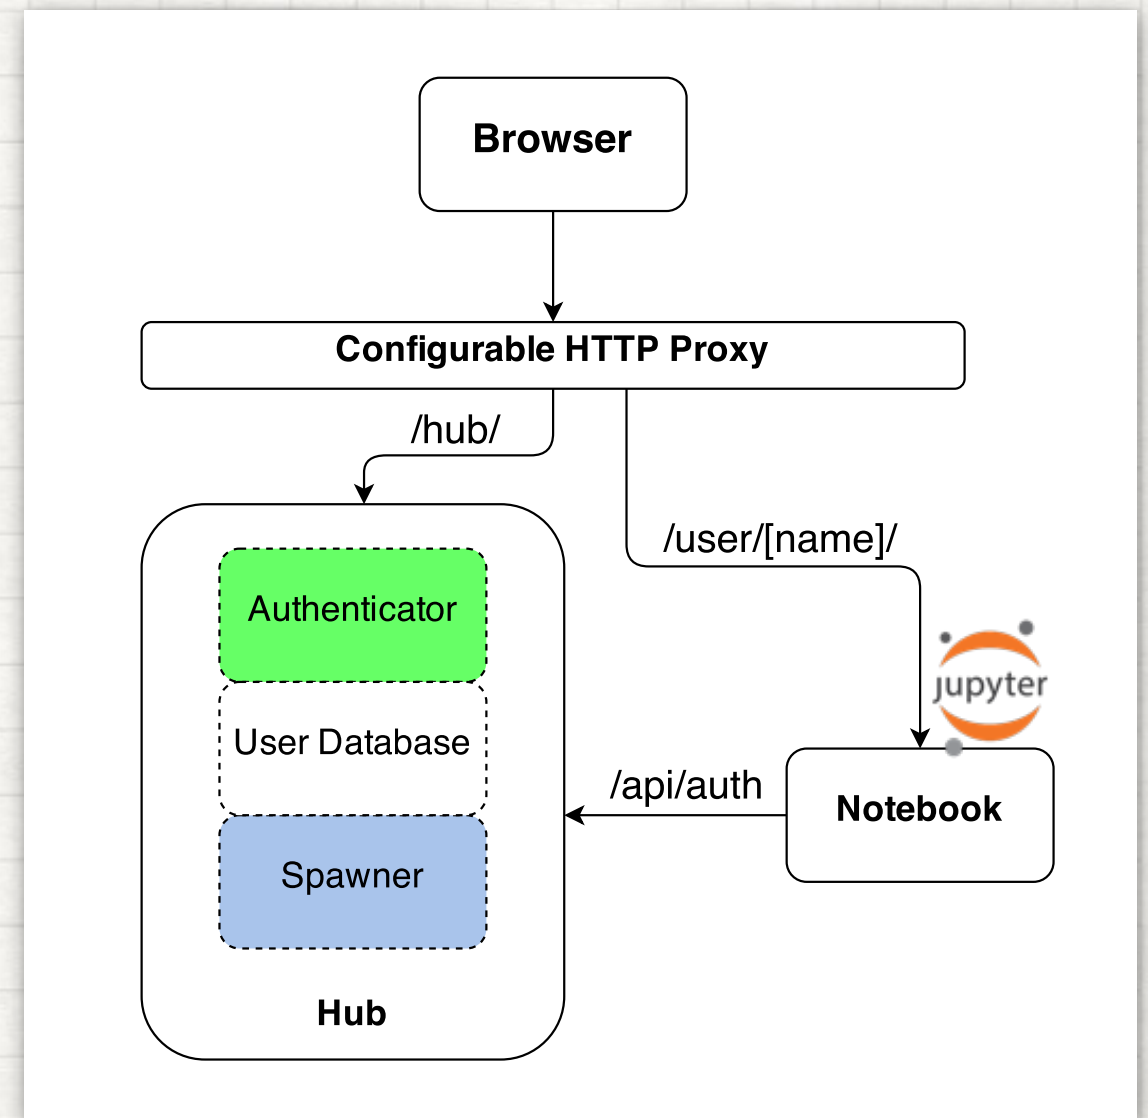 Browser
Configurable HTTP Proxy
/hub/
/user/[name]/
Authenticator
jupyter
User Database
/api/auth
Notebook
Spawner
Hub